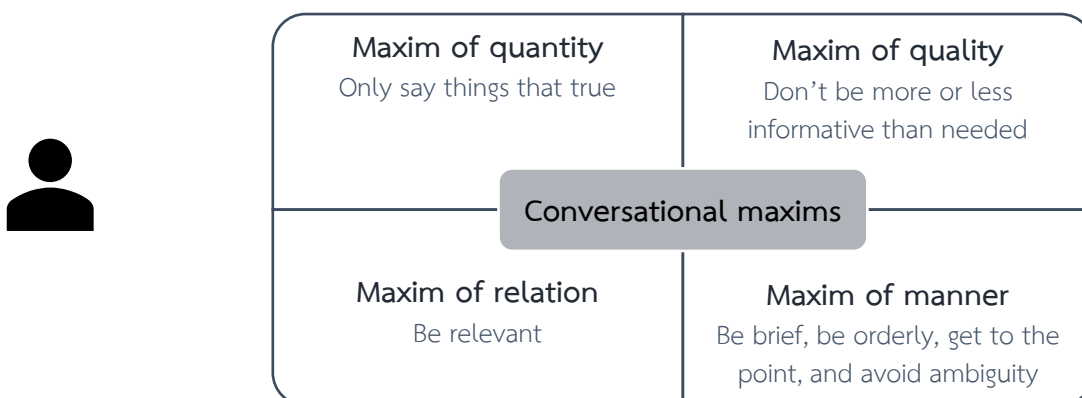 Maxim of quantity
Only say things that true
Maxim of quality
Don't be more or less
informative than needed
Conversational maxims
Maxim of relation
Be relevant
Maxim of manner
Be brief, be orderly, get to the
point, and avoid ambiguity